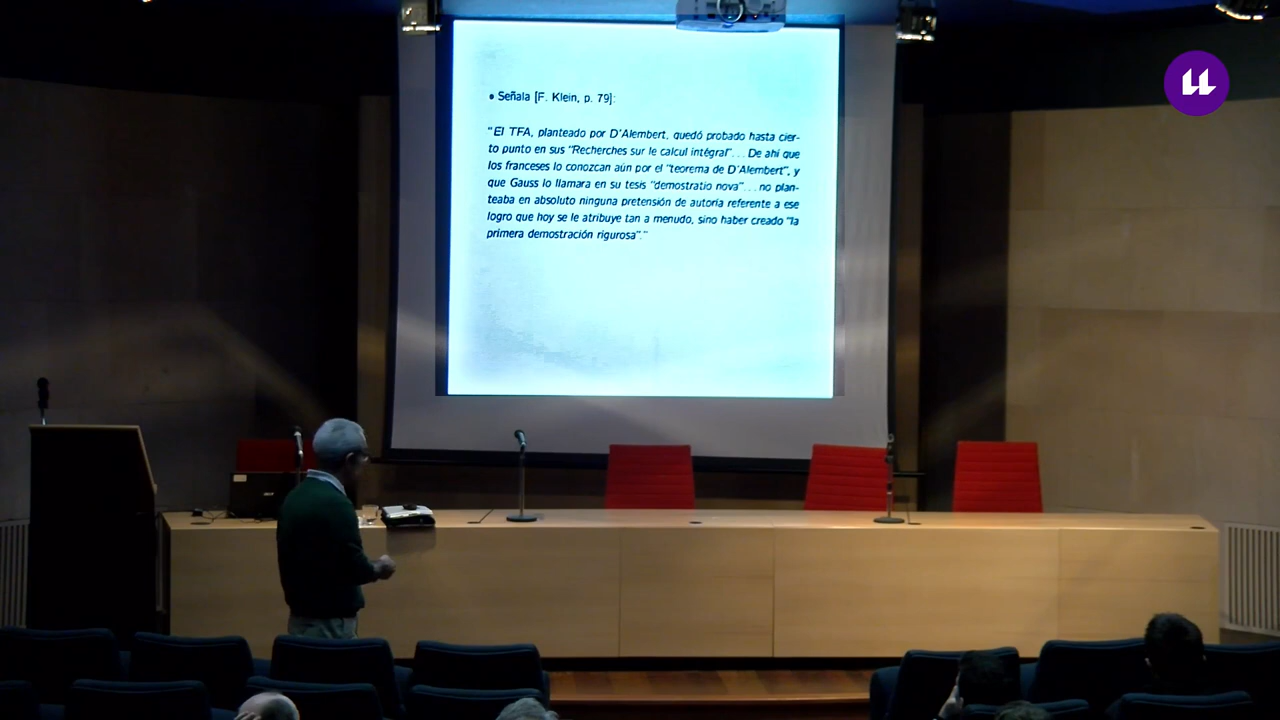 • Señala [F. Klein, p. 79]:
"El TFA, planteado por D'Alembert, quedó probado hasta cier-
to punto en sus "Recherches sur le calcul intégral"... De ahí que
los franceses lo conozcan aún por el "teorema de D'Alembert", y
que Gauss lo llamara en su tesis "demostratio nova"... no plan-
teaba en absoluto ninguna pretensión de autoría referente a ese
logro que hoy se le atribuye tan a menudo, sino haber creado "la
primera demostración rigurosa"."